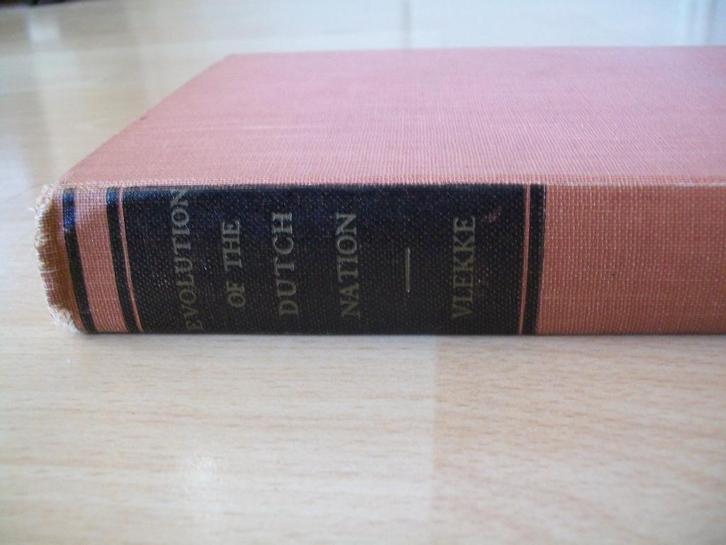 EVOLUTION
OF THE
DUTCH
NATION
—
VLEKKE